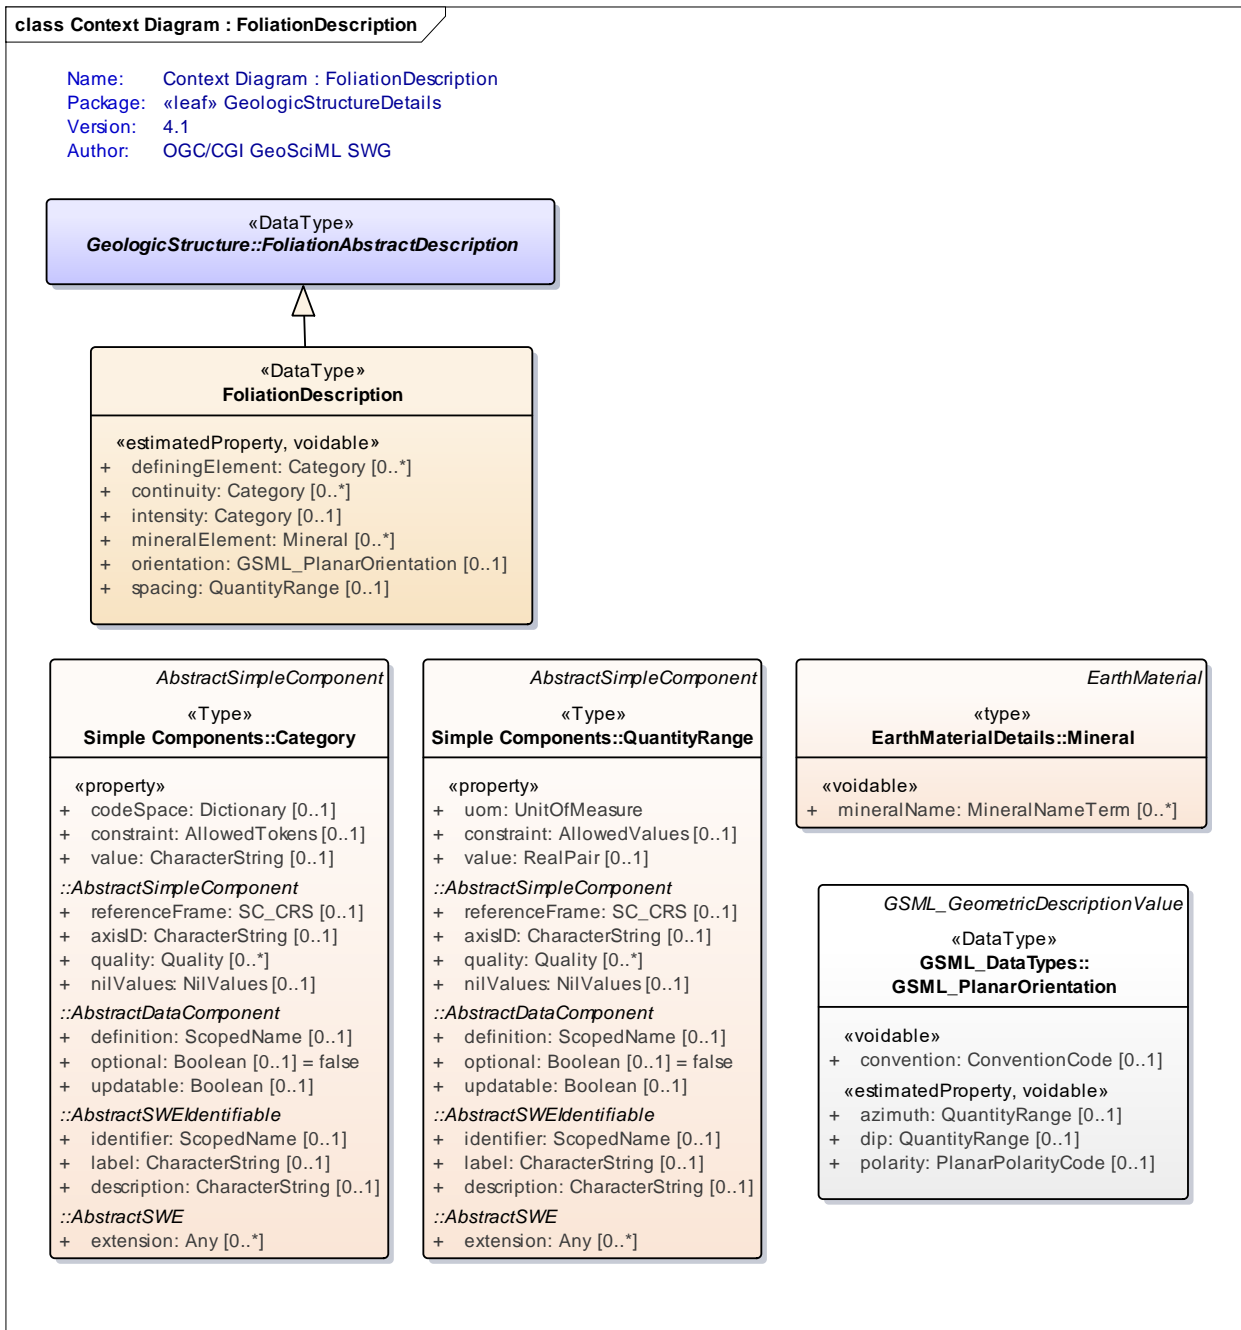 class Context Diagram : FoliationDescription
Name: Context Diagram : FoliationDescription
Package: «leaf» GeologicStructureDetails
Version: 4.1
Author: OGC/CGI GeoSciML SWG
«DataType»
GeologicStructure::FoliationAbstractDescription
«DataType»
FoliationDescription
«estimatedProperty, voidable»
+ definingElement: Category [0..*]
+ continuity: Category [0..*]
+ intensity: Category [0..1]
+ mineralElement: Mineral [0..*]
+ orientation: GSML_PlanarOrientation [0..1]
+ spacing: QuantityRange [0..1]
AbstractSimpleComponent
«Type»
Simple Components::Category
«property»
+ codeSpace: Dictionary [0..1]
+ constraint: AllowedTokens [0..1]
+ value: CharacterString [0..1]
::AbstractSimpleComponent
+ referenceFrame: SC_CRS [0..1]
+ axisID: CharacterString [0..1]
+ quality: Quality [0..*]
+ nilValues: NilValues [0..1]
::AbstractDataComponent
+ definition: ScopedName [0..1]
+ optional: Boolean [0..1] = false
+ updatable: Boolean [0..1]
::AbstractSWEIdentifiable
+ identifier: ScopedName [0..1]
+ label: CharacterString [0..1]
+ description: CharacterString [0..1]
::AbstractSWE
+ extension: Any [0..*]
AbstractSimpleComponent
«Type»
Simple Components::QuantityRange
«property»
+ uom: UnitOfMeasure
+ constraint: AllowedValues [0..1]
+ value: RealPair [0..1]
::AbstractSimpleComponent
+ referenceFrame: SC_CRS [0..1]
+ axisID: CharacterString [0..1]
+ quality: Quality [0..*]
+ nilValues: NilValues [0..1]
::AbstractDataComponent
+ definition: ScopedName [0..1]
+ optional: Boolean [0..1] = false
+ updatable: Boolean [0..1]
::AbstractSWEIdentifiable
+ identifier: ScopedName [0..1]
+ label: CharacterString [0..1]
+ description: CharacterString [0..1]
::AbstractSWE
+ extension: Any [0..*]
EarthMaterial
«type»
EarthMaterialDetails::Mineral
«voidable»
+ mineralName: MineralNameTerm [0..*]
GSML_GeometricDescriptionValue
«DataType»
GSML_DataTypes::
GSML_PlanarOrientation
«voidable»
+ convention: ConventionCode [0..1]
«estimatedProperty, voidable»
+ azimuth: QuantityRange [0..1]
+ dip: QuantityRange [0..1]
+ polarity: PlanarPolarityCode [0..1]